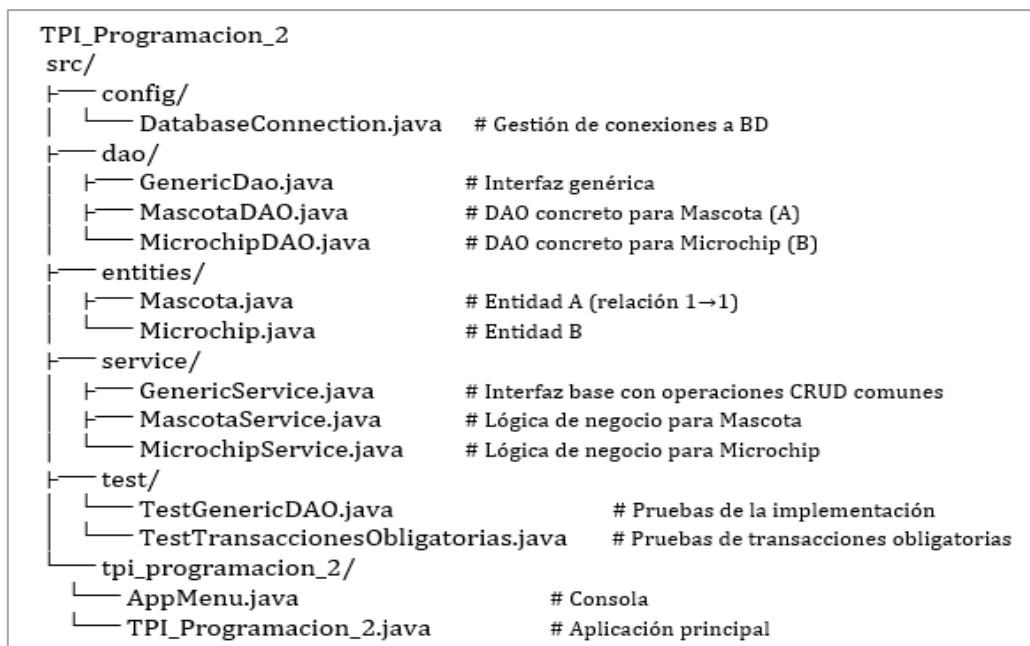 TPI_Programacion_2
src/
├── config/
│   └── DatabaseConnection.java   # Gestión de conexiones a BD
├── dao/
│   ├── GenericDao.java   # Interfaz genérica
│   ├── MascotaDAO.java   # DAO concreto para Mascota (A)
│   └── MicrochipDAO.java   # DAO concreto para Microchip (B)
├── entities/
│   ├── Mascota.java   # Entidad A (relación 1→1)
│   └── Microchip.java   # Entidad B
├── service/
│   ├── GenericService.java   # Interfaz base con operaciones CRUD comunes
│   ├── MascotaService.java   # Lógica de negocio para Mascota
│   └── MicrochipService.java   # Lógica de negocio para Microchip
├── test/
│   └── TestGenericDAO.java   # Pruebas de la implementación
│   └── TestTransaccionesObligatorias.java   # Pruebas de transacciones obligatorias
└── tpi_programacion_2/
    └── AppMenu.java   # Consola
    └── TPI_Programacion_2.java   # Aplicación principal